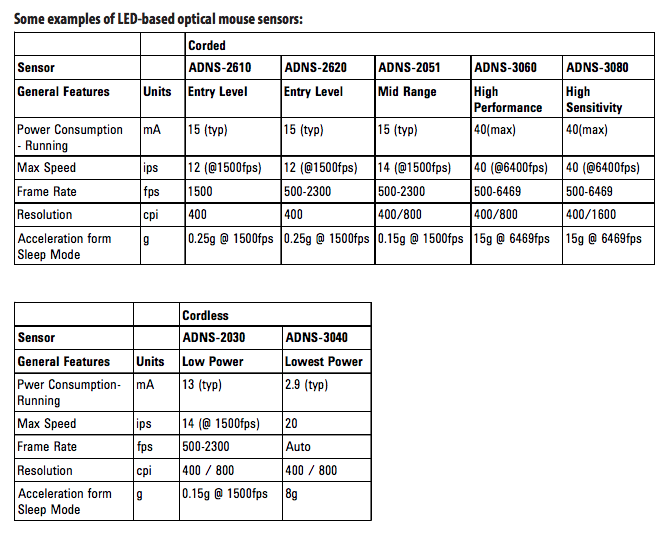 Some examples of LED-based optical mouse sensors:
Corded
Sensor ADNS-2610 ADNS-2620 ADNS-2051 ADNS-3060 ADNS-3080
General Features Units Entry Level Entry Level Mid Range High Performance High Sensitivity
Power Consumption - Running mA 15 (typ) 15 (typ) 15 (typ) 40(max) 40(max)
Max Speed ips 12 (@1500fps) 12 (@1500fps) 14 (@1500fps) 40 (@6400fps) 40 (@6400fps)
Frame Rate fps 1500 500-2300 500-2300 500-6469 500-6469
Resolution cpi 400 400 400/800 400/800 400/1600
Acceleration form Sleep Mode g 0.25g @ 1500fps 0.25g @ 1500fps 0.15g @ 1500fps 15g @ 6469fps 15g @ 6469fps
Cordless
Sensor ADNS-2030 ADNS-3040
General Features Units Low Power Lowest Power
Pwer Consumption- Running mA 13 (typ) 2.9 (typ)
Max Speed ips 14 (@ 1500fps) 20
Frame Rate fps 500-2300 Auto
Resolution cpi 400 / 800 400 / 800
Acceleration form Sleep Mode g 0.15g @ 1500fps 8g